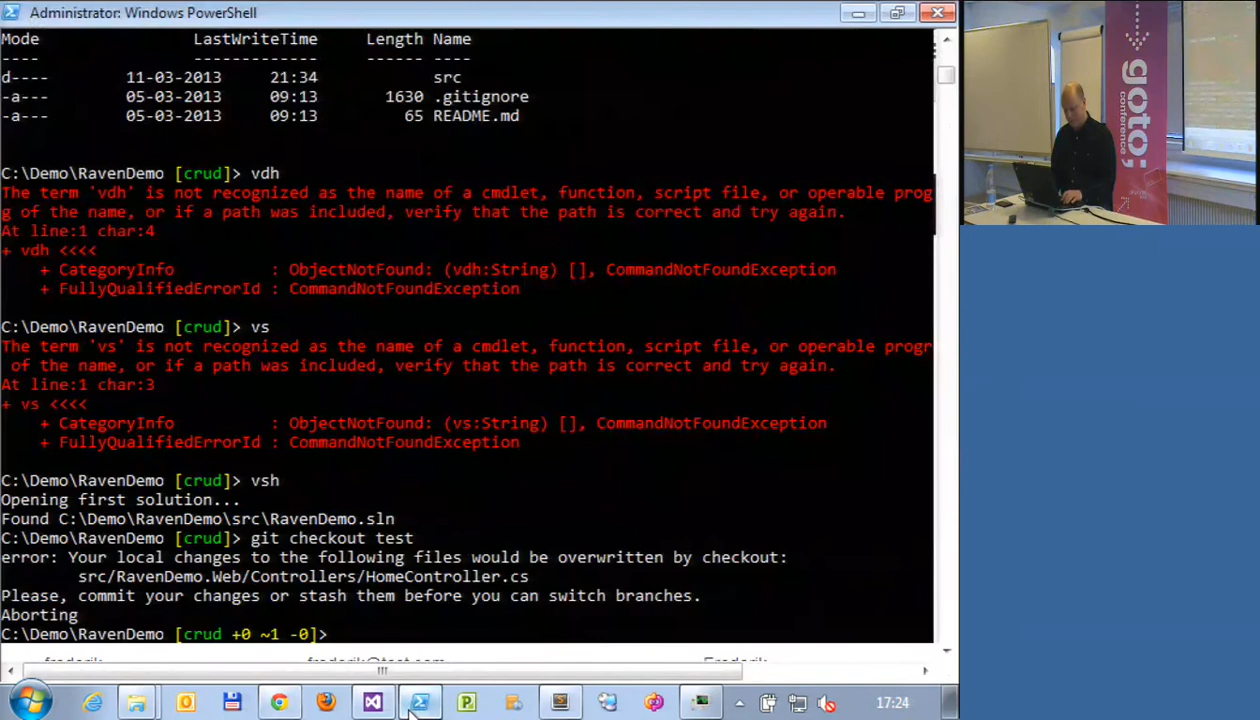 Administrator: Windows PowerShell
Mode LastWriteTime Length Name
---- ------------- ------ ----
d---- 11-03-2013 21:34 src
-a--- 05-03-2013 09:13 1630 .gitignore
-a--- 05-03-2013 09:13 65 README.md
C:\Demo\RavenDemo [crud]> vdh
The term 'vdh' is not recognized as the name of a cmdlet, function, script file, or operable prog
g of the name, or if a path was included, verify that the path is correct and try again.
At line:1 char:4
+ vdh <<<<
+ CategoryInfo : ObjectNotFound: (vdh:String) [], CommandNotFoundException
+ FullyQualifiedErrorId : CommandNotFoundException
C:\Demo\RavenDemo [crud]> vs
The term 'vs' is not recognized as the name of a cmdlet, function, script file, or operable progr
of the name, or if a path was included, verify that the path is correct and try again.
At line:1 char:3
+ vs <<<<
+ CategoryInfo : ObjectNotFound: (vs:String) [], CommandNotFoundException
+ FullyQualifiedErrorId : CommandNotFoundException
C:\Demo\RavenDemo [crud]> vsh
Opening first solution...
Found C:\Demo\RavenDemo\src\RavenDemo.sln
C:\Demo\RavenDemo [crud]> git checkout test
error: Your local changes to the following files would be overwritten by checkout:
src/RavenDemo.Web/Controllers/HomeController.cs
Please, commit your changes or stash them before you can switch branches.
Aborting
C:\Demo\RavenDemo [crud +0 ~1 -0]>
17:24
goto;
conference